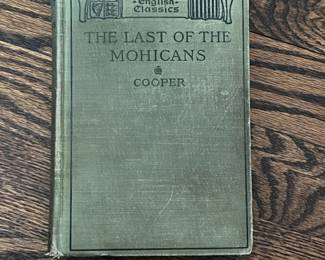 English
Classics
THE LAST OF THE
MOHICANS
COOPER